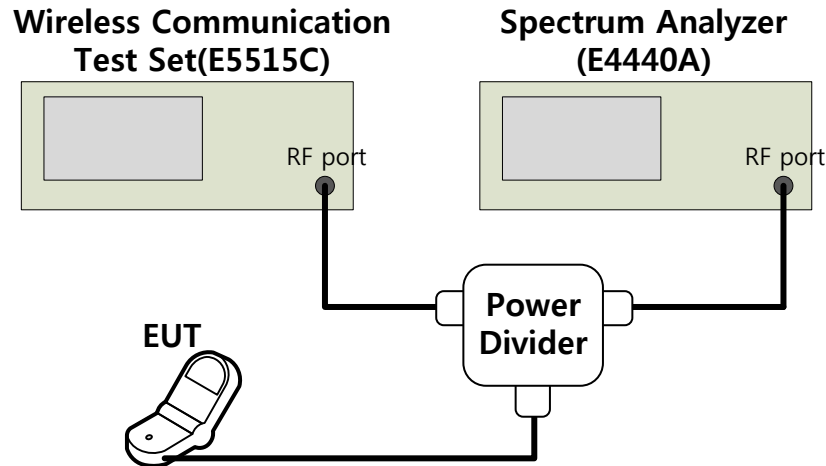 Wireless Communication
Test Set(E5515C)
Spectrum Analyzer
(E4440A)
RF port
RF port
Power
Divider
EUT